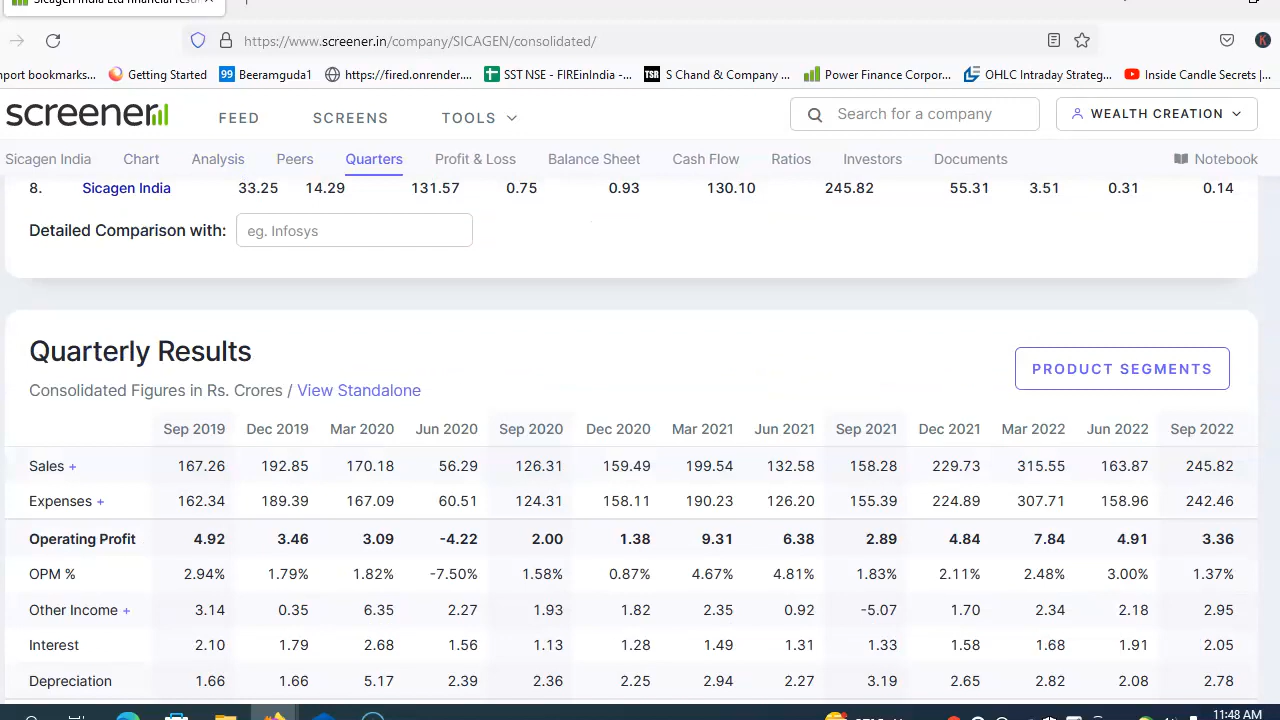 Sicagen India Ltd financial resul
https://www.screener.in/company/SICAGEN/consolidated/
mport bookmarks... Getting Started 99 Beeramguda1 https://fired.onrender.... SST NSE - FIREinIndia -... TSR S Chand & Company ... Power Finance Corpor... OHLC Intraday Strateg... Inside Candle Secrets |...
screener FEED SCREENS TOOLS Search for a company WEALTH CREATION
Sicagen India Chart Analysis Peers Quarters Profit & Loss Balance Sheet Cash Flow Ratios Investors Documents Notebook
8. Sicagen India 33.25 14.29 131.57 0.75 0.93 130.10 245.82 55.31 3.51 0.31 0.14
Detailed Comparison with: eg. Infosys
Quarterly Results
PRODUCT SEGMENTS
Consolidated Figures in Rs. Crores / View Standalone
Sep 2019 Dec 2019 Mar 2020 Jun 2020 Sep 2020 Dec 2020 Mar 2021 Jun 2021 Sep 2021 Dec 2021 Mar 2022 Jun 2022 Sep 2022
Sales + 167.26 192.85 170.18 56.29 126.31 159.49 199.54 132.58 158.28 229.73 315.55 163.87 245.82
Expenses + 162.34 189.39 167.09 60.51 124.31 158.11 190.23 126.20 155.39 224.89 307.71 158.96 242.46
Operating Profit 4.92 3.46 3.09 -4.22 2.00 1.38 9.31 6.38 2.89 4.84 7.84 4.91 3.36
OPM % 2.94% 1.79% 1.82% -7.50% 1.58% 0.87% 4.67% 4.81% 1.83% 2.11% 2.48% 3.00% 1.37%
Other Income + 3.14 0.35 6.35 2.27 1.93 1.82 2.35 0.92 -5.07 1.70 2.34 2.18 2.95
Interest 2.10 1.79 2.68 1.56 1.13 1.28 1.49 1.31 1.33 1.58 1.68 1.91 2.05
Depreciation 1.66 1.66 5.17 2.39 2.36 2.25 2.94 2.27 3.19 2.65 2.82 2.08 2.78
11:48 AM